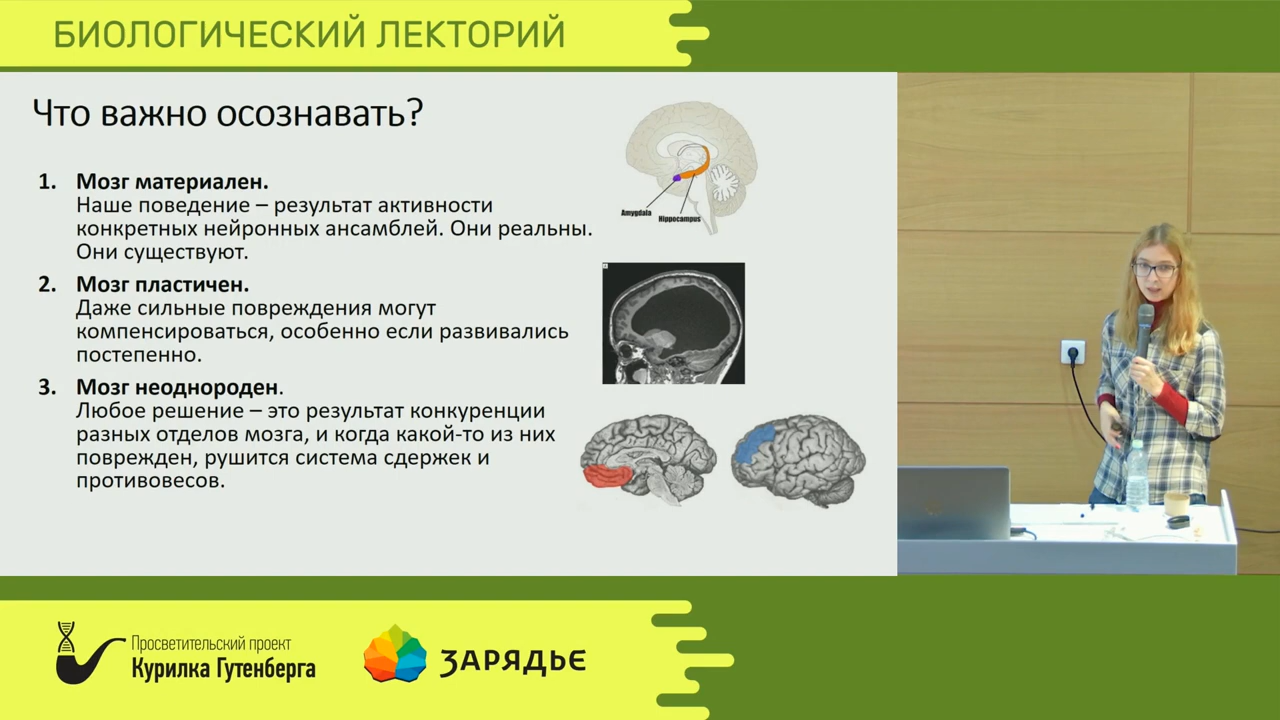 БИОЛОГИЧЕСКИЙ ЛЕКТОРИЙ
Что важно осознавать?
1. Мозг материален.
Наше поведение – результат активности
конкретных нейронных ансамблей. Они реальны.
Они существуют.
2. Мозг пластичен.
Даже сильные повреждения могут
компенсироваться, особенно если развивались
постепенно.
3. Мозг неоднороден.
Любое решение – это результат конкуренции
разных отделов мозга, и когда какой-то из них
поврежден, рушится система сдержек и
противовесов.
Amygdala
Hippocampus
Просветительский проект
Курилка Гутенберга
ЗАРЯДЬЕ